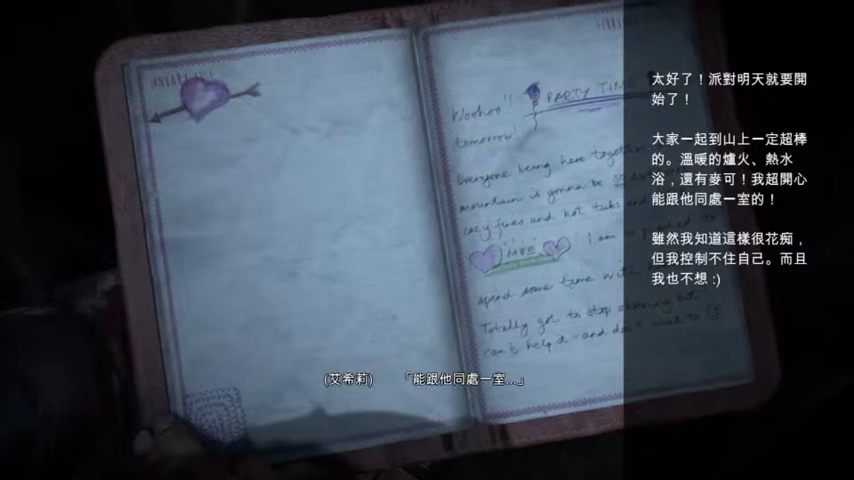 JANUARY
Woohoo!! PARTY TIME
tomorrow!
Everyone being here together
mountain is gonna be so
cozy fires and hot tubs and
MIKE I am
spend some time with
Totally got to stop obsessing but
can't help it - and don't want to
太好了！派對明天就要開
始了！
大家一起到山上一定超棒
的。溫暖的爐火、熱水
浴，還有麥可！我超開心
能跟他同處一室的！
雖然我知道這樣很花痴，
但我控制不住自己。而且
我也不想 :)
(艾希莉) 「能跟他同處一室...」